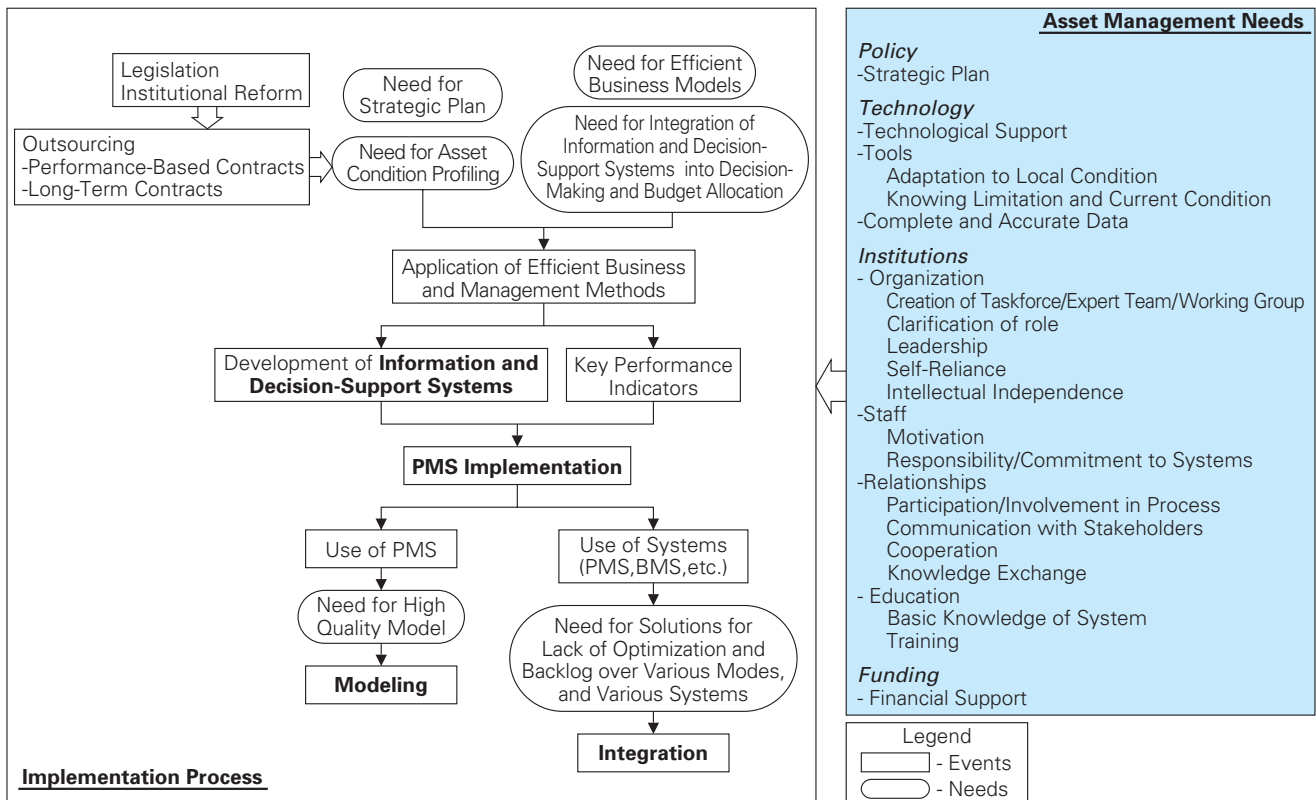 Legislation
Institutional Reform
Outsourcing
-Performance-Based Contracts
-Long-Term Contracts
Need for
Strategic Plan
Need for Asset
Condition Profiling
Need for Efficient
Business Models
Need for Integration of
Information and Decision-
Support Systems into Decision-
Making and Budget Allocation
Application of Efficient Business
and Management Methods
Development of Information and
Decision-Support Systems
Key Performance
Indicators
PMS Implementation
Use of PMS
Need for High
Quality Model
Modeling
Use of Systems
(PMS,BMS,etc.)
Need for Solutions for
Lack of Optimization and
Backlog over Various Modes,
and Various Systems
Integration
Implementation Process
Asset Management Needs
Policy
-Strategic Plan
Technology
-Technological Support
-Tools
Adaptation to Local Condition
Knowing Limitation and Current Condition
-Complete and Accurate Data
Institutions
- Organization
Creation of Taskforce/Expert Team/Working Group
Clarification of role
Leadership
Self-Reliance
Intellectual Independence
-Staff
Motivation
Responsibility/Commitment to Systems
-Relationships
Participation/Involvement in Process
Communication with Stakeholders
Cooperation
Knowledge Exchange
- Education
Basic Knowledge of System
Training
Funding
- Financial Support
Legend
- Events
- Needs